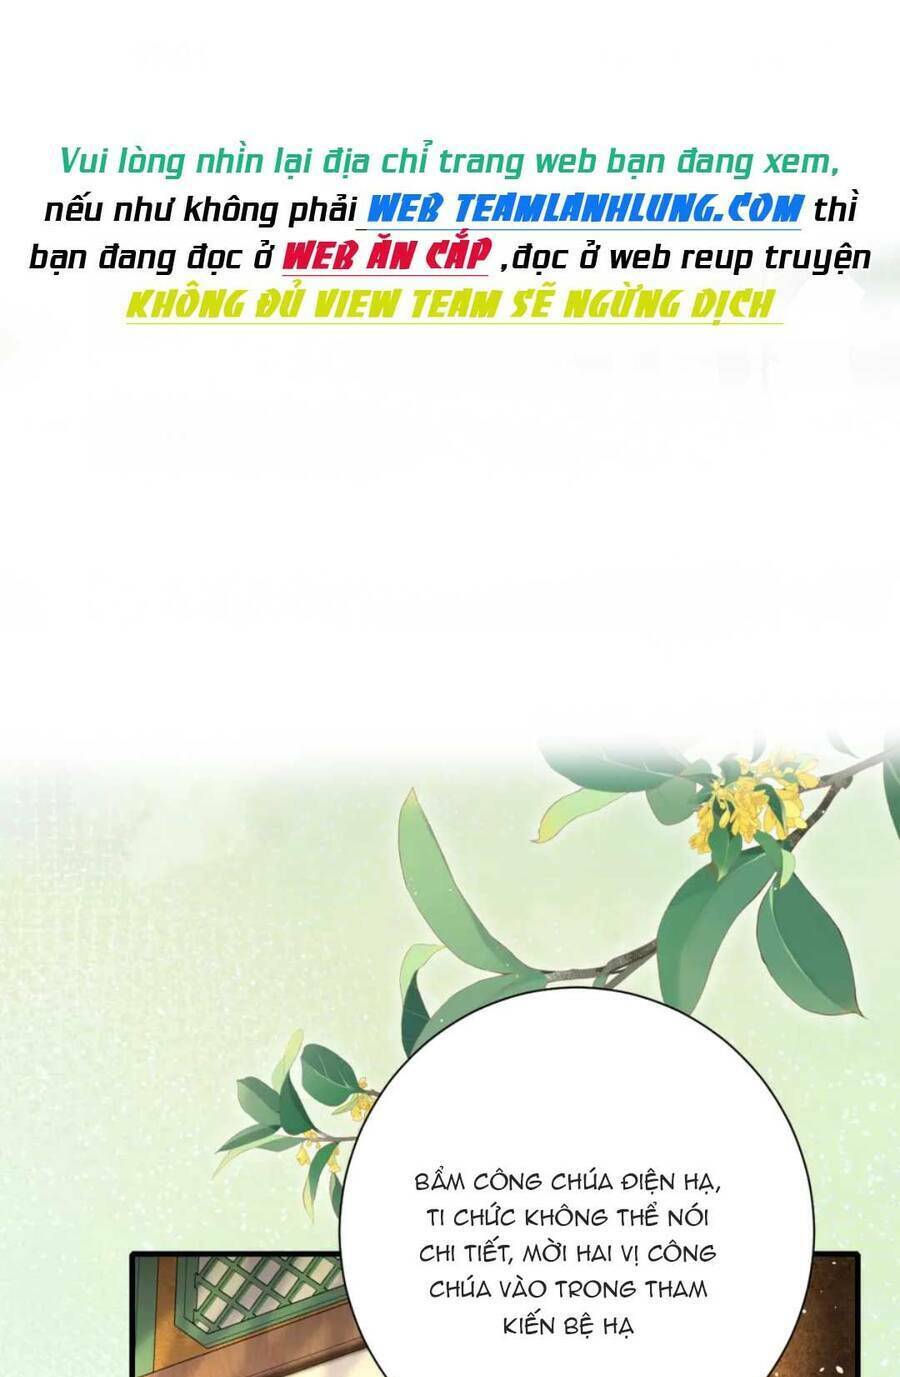 Vui lòng nhìn lại địa chỉ trang web bạn đang xem,
nếu như không phải WEB TEAMLANHLUNG.COM thì
bạn đang đọc ở WEB ĂN CẮP ,đọc ở web reup truyện
KHÔNG ĐỦ VIEW TEAM SẼ NGỪNG DỊCH
BẨM CÔNG CHÚA ĐIỆN HẠ,
TI CHỨC KHÔNG THỂ NÓI
CHI TIẾT, MỜI HAI VỊ CÔNG
CHÚA VÀO TRONG THAM
KIẾN BỆ HẠ